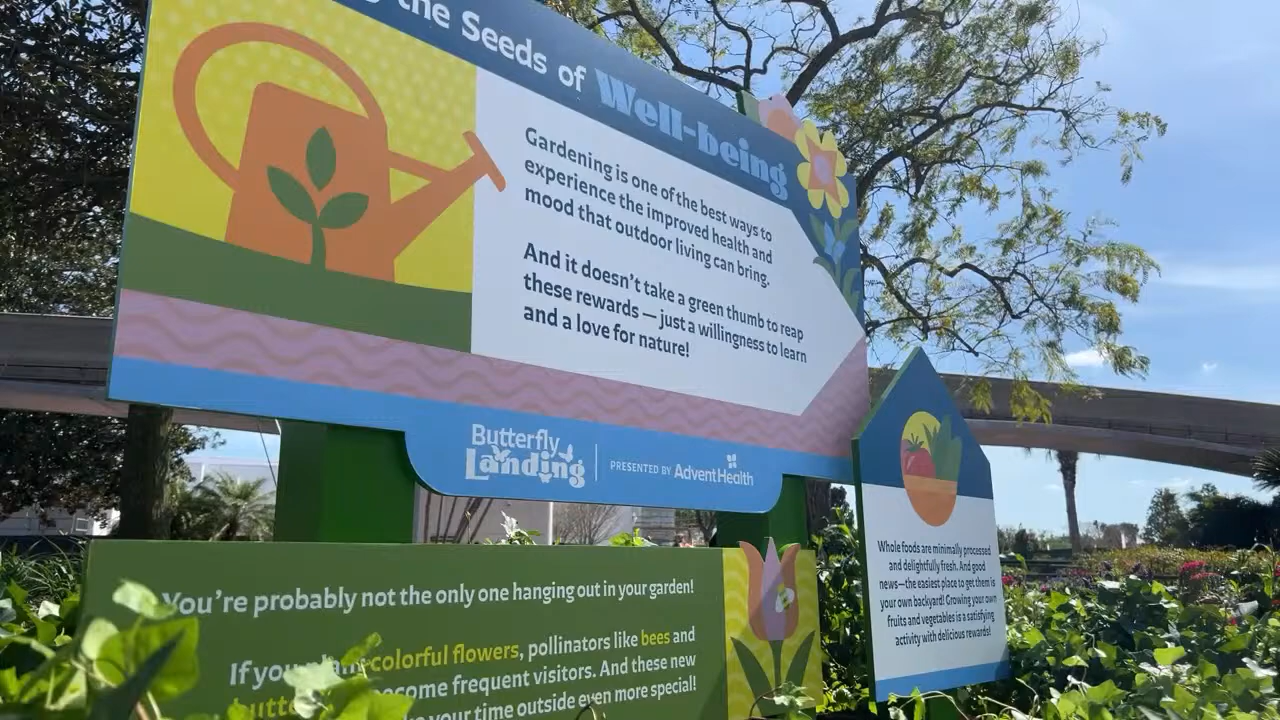 the Seeds of Well-being
Gardening is one of the best ways to
experience the improved health and
mood that outdoor living can bring.
And it doesn't take a green thumb to reap
these rewards — just a willingness to learn
and a love for nature!
Butterfly
Landing
PRESENTED BY AdventHealth
You're probably not the only one hanging out in your garden!
If you colorful flowers, pollinators like bees and
frequent visitors. And these new
your time outside even more special!
Whole foods are minimally processed
and delightfully fresh. And good
news—the easiest place to get them is
your own backyard! Growing your own
fruits and vegetables is a satisfying
activity with delicious rewards!